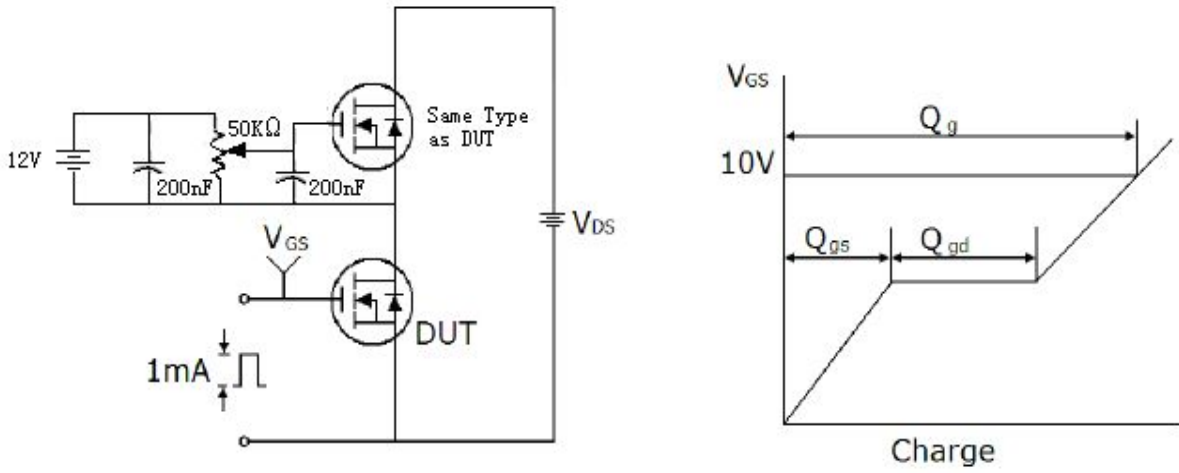 12V
50KΩ
200nF
200nF
Same Type
as DUT
VGS
VDS
DUT
1mA
VGS
Qg
10V
Qgs
Qgd
Charge